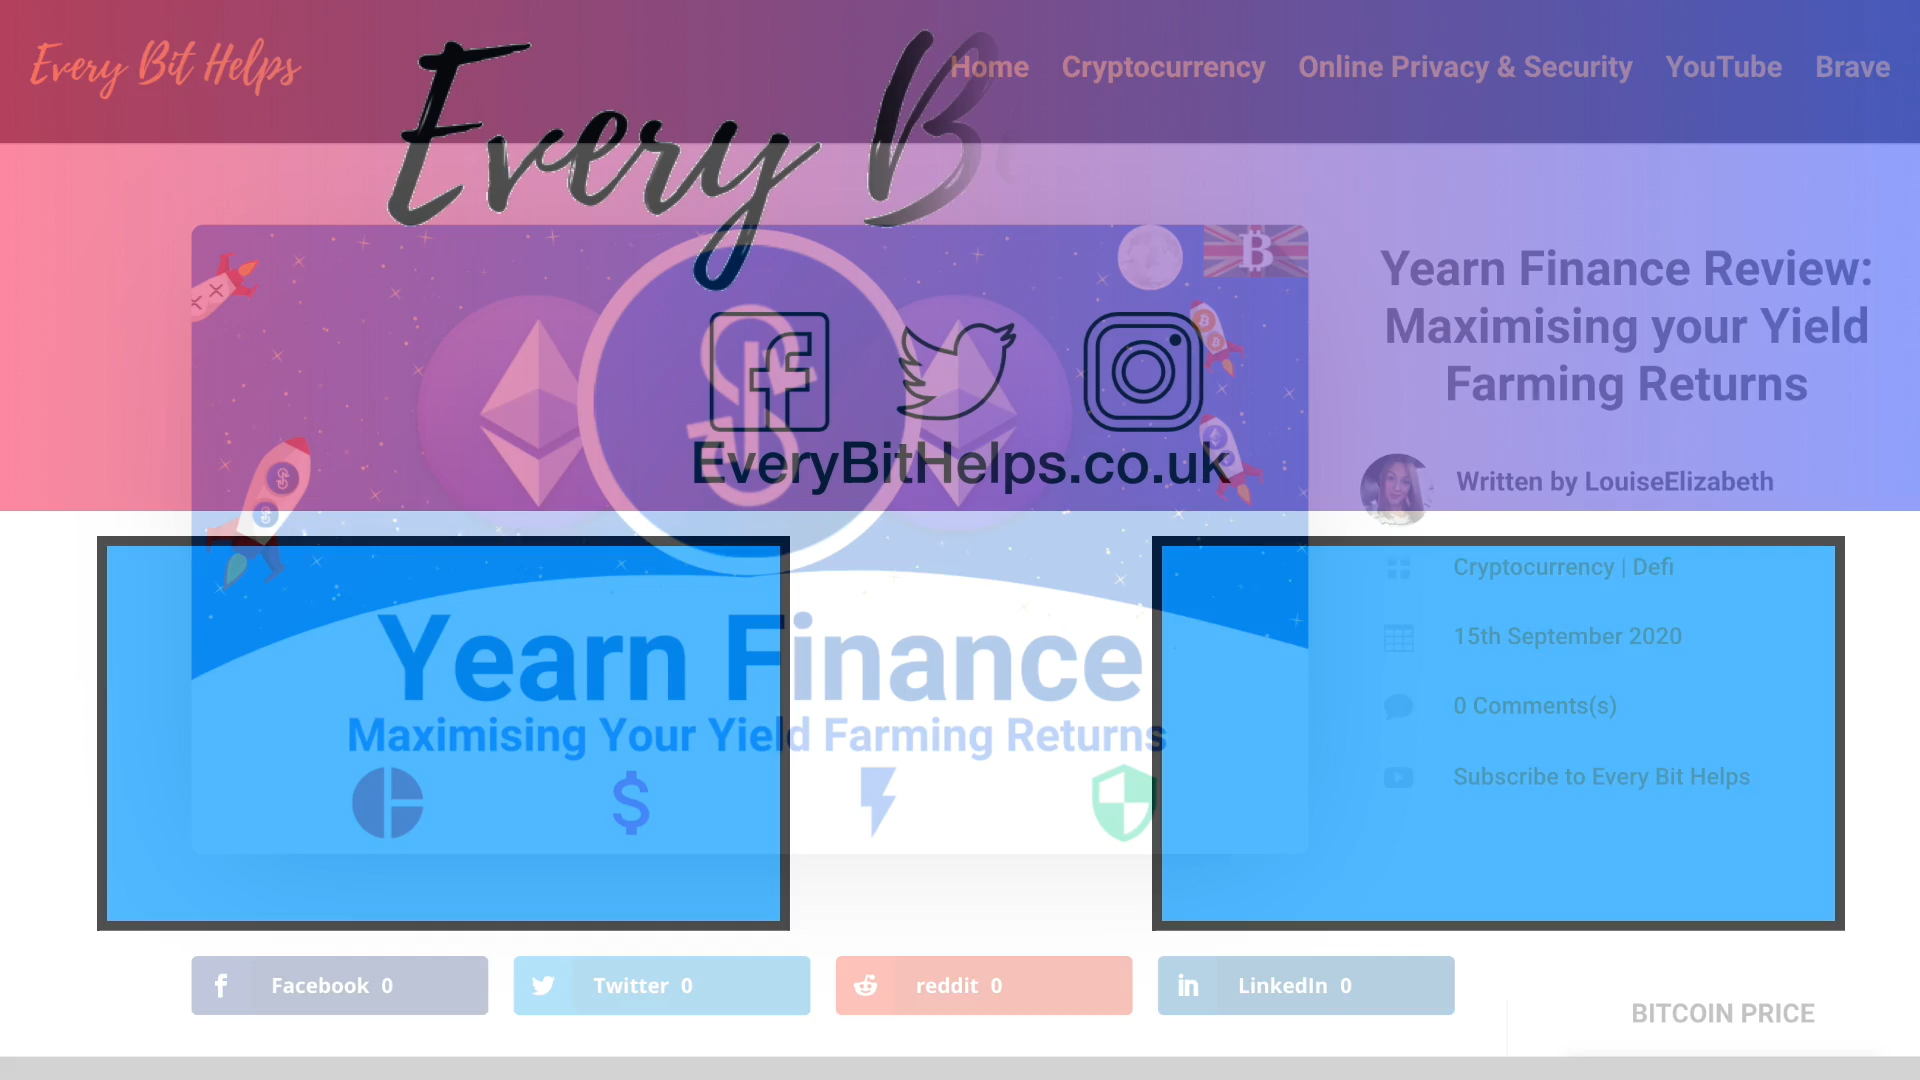 Every Bit Helps
Home Cryptocurrency Online Privacy & Security YouTube Brave
Every B
Yearn Finance Review:
Maximising your Yield
Farming Returns
EveryBitHelps.co.uk
Written by LouiseElizabeth
Cryptocurrency | Defi
15th September 2020
0 Comments(s)
Subscribe to Every Bit Helps
Yearn Finance
Maximising Your Yield Farming Returns
Facebook 0
Twitter 0
reddit 0
LinkedIn 0
BITCOIN PRICE